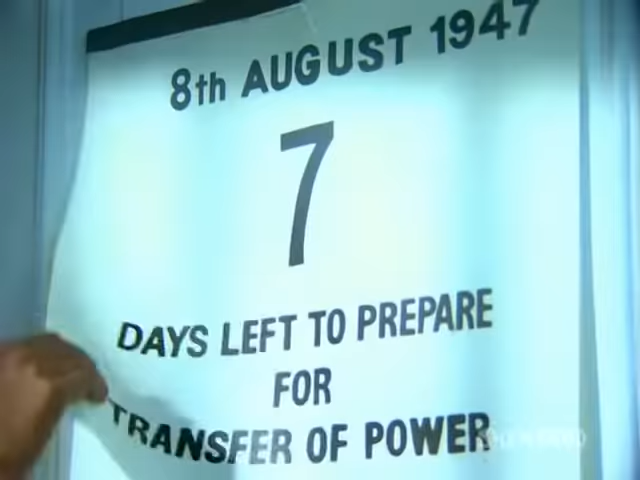 8th AUGUST 1947
7
DAYS LEFT TO PREPARE
FOR
TRANSFER OF POWER